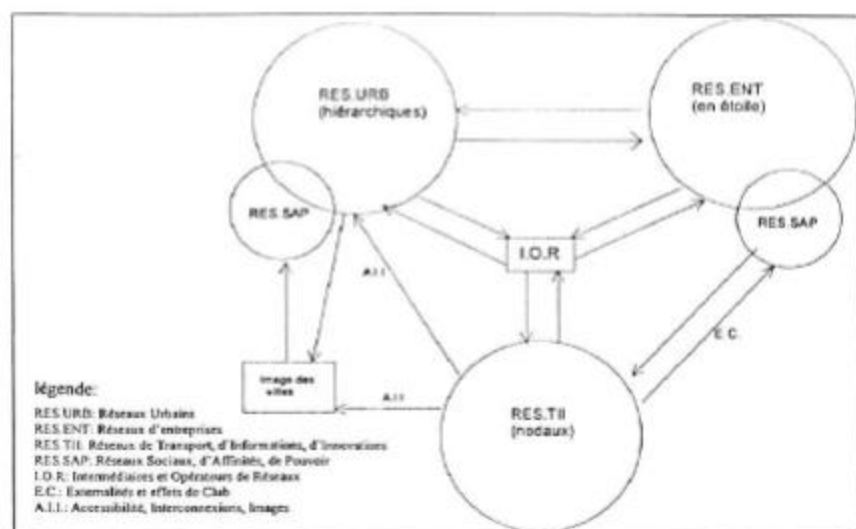 RES.URB
(hiérarchiques)
RES.ENT
(en étoile)
RES.SAP
RES.SAP
I.O.R
A.I.I
E.C.
Image des
villes
A.I.I
RES.TII
(nodaux)
légende:
RES.URB: Réseaux Urbains
RES.ENT: Réseaux d'entreprises
RES.TII: Réseaux de Transport, d'Informations, d'Innovations
RES.SAP: Réseaux Sociaux, d'Affinités, de Pouvoir
I.O.R: Intermédiaires et Opérateurs de Réseaux
E.C.: Externalités et effets de Club
A.I.I.: Accessibilité, Interconnexions, Images